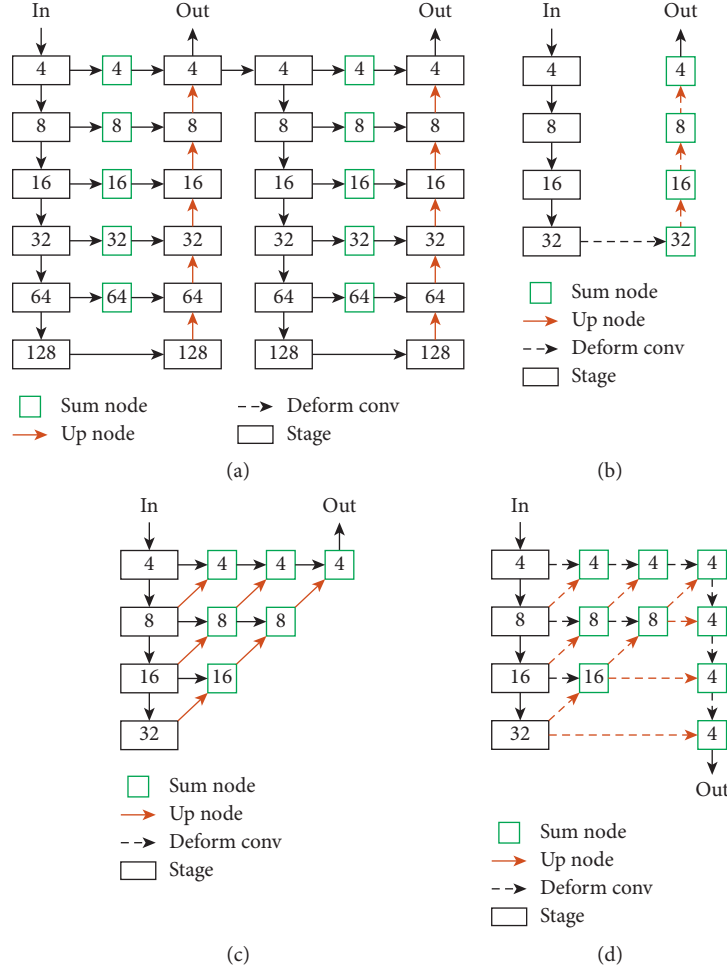 In Out Out
4 4 4 4 4 4
8 8 8 8 8 8
16 16 16 16 16 16
32 32 32 32 32 32
64 64 64 64 64 64
128 128 128 128
Sum node Deform conv
Up node Stage
(a)
In Out
4 4
8 8
16 16
32 32
Sum node
Up node
Deform conv
Stage
(b)
In Out
4 4 4 4
8 8 8
16 16
32
Sum node
Up node
Deform conv
Stage
(c)
In
4 4 4 4
8 8 8 4
16 16 4
32 4
Out
Sum node
Up node
Deform conv
Stage
(d)